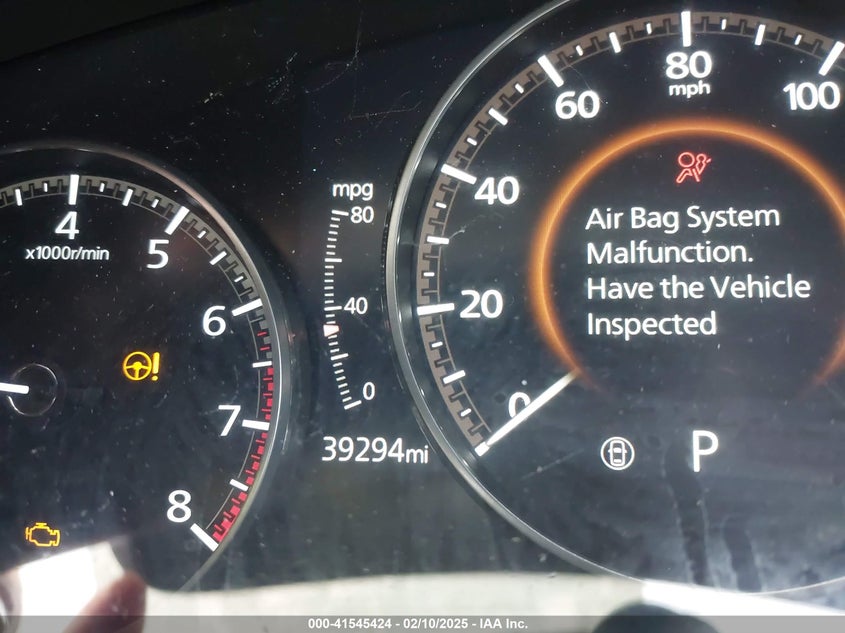 4
x1000r/min
5
6
7
8
mpg
80
40
0
39294mi
0
20
40
60
80
mph
100
Air Bag System
Malfunction.
Have the Vehicle
Inspected
P
000-41545424 - 02/10/2025 - IAA Inc.